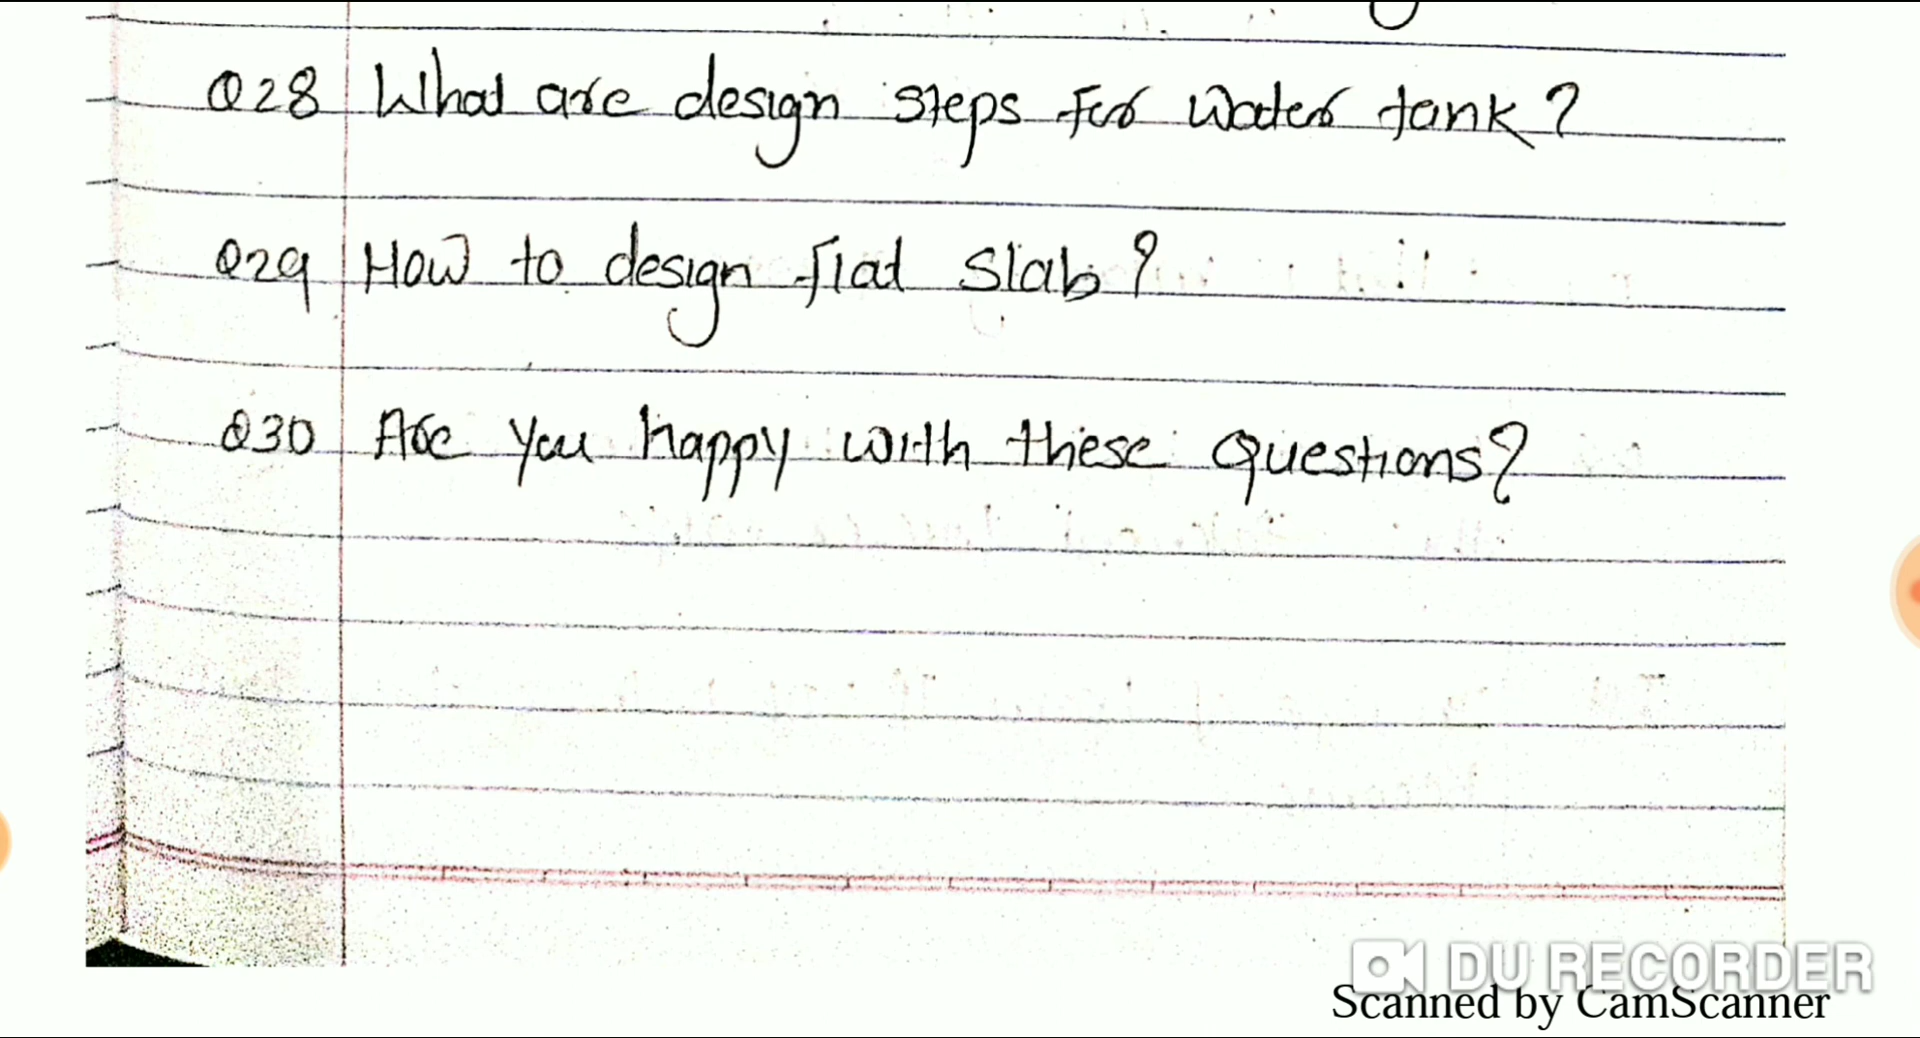 Q28 What are design steps for water tank?
Q29 How to design flat slab?
Q30 Are you happy with these questions?
DU RECORDER
Scanned by CamScanner